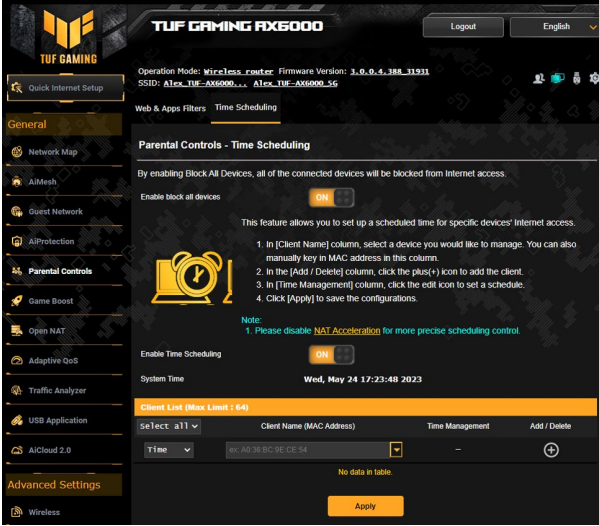 TUF GAMING AX6000
Logout
English
TUF GAMING
Quick Internet Setup
Operation Mode: Wireless router Firmware Version: 3.0.0.4.388_31931
SSID: Alex_TUF-AX6000... Alex_TUF-AX6000_5G
Web & Apps Filters Time Scheduling
General
Network Map
AiMesh
Guest Network
AiProtection
Parental Controls
Game Boost
Open NAT
Adaptive QoS
Traffic Analyzer
USB Application
AiCloud 2.0
Advanced Settings
Wireless
Parental Controls - Time Scheduling
By enabling Block All Devices, all of the connected devices will be blocked from Internet access.
Enable block all devices ON
This feature allows you to set up a scheduled time for specific devices' Internet access.
1. In [Client Name] column, select a device you would like to manage. You can also
manually key in MAC address in this column.
2. In the [Add / Delete] column, click the plus(+) icon to add the client.
3. In [Time Management] column, click the edit icon to set a schedule.
4. Click [Apply] to save the configurations.
Note:
1. Please disable NAT Acceleration for more precise scheduling control.
Enable Time Scheduling ON
System Time Wed, May 24 17:23:48 2023
Client List (Max Limit : 64)
Select all Client Name (MAC Address) Time Management Add / Delete
Time ex: A0:36:BC:9E:CE:54 –
No data in table.
Apply